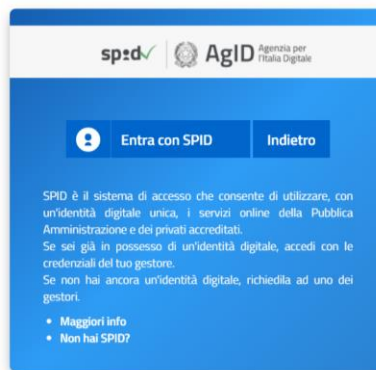 sp:d AgID Agenzia per
l'Italia Digitale
Entra con SPID Indietro
SPID è il sistema di accesso che consente di utilizzare, con
un'identità digitale unica, i servizi online della Pubblica
Amministrazione e dei privati accreditati.
Se sei già in possesso di un'identità digitale, accedi con le
credenziali del tuo gestore.
Se non hai ancora un'identità digitale, richiedila ad uno dei
gestori.
• Maggiori info
• Non hai SPID?